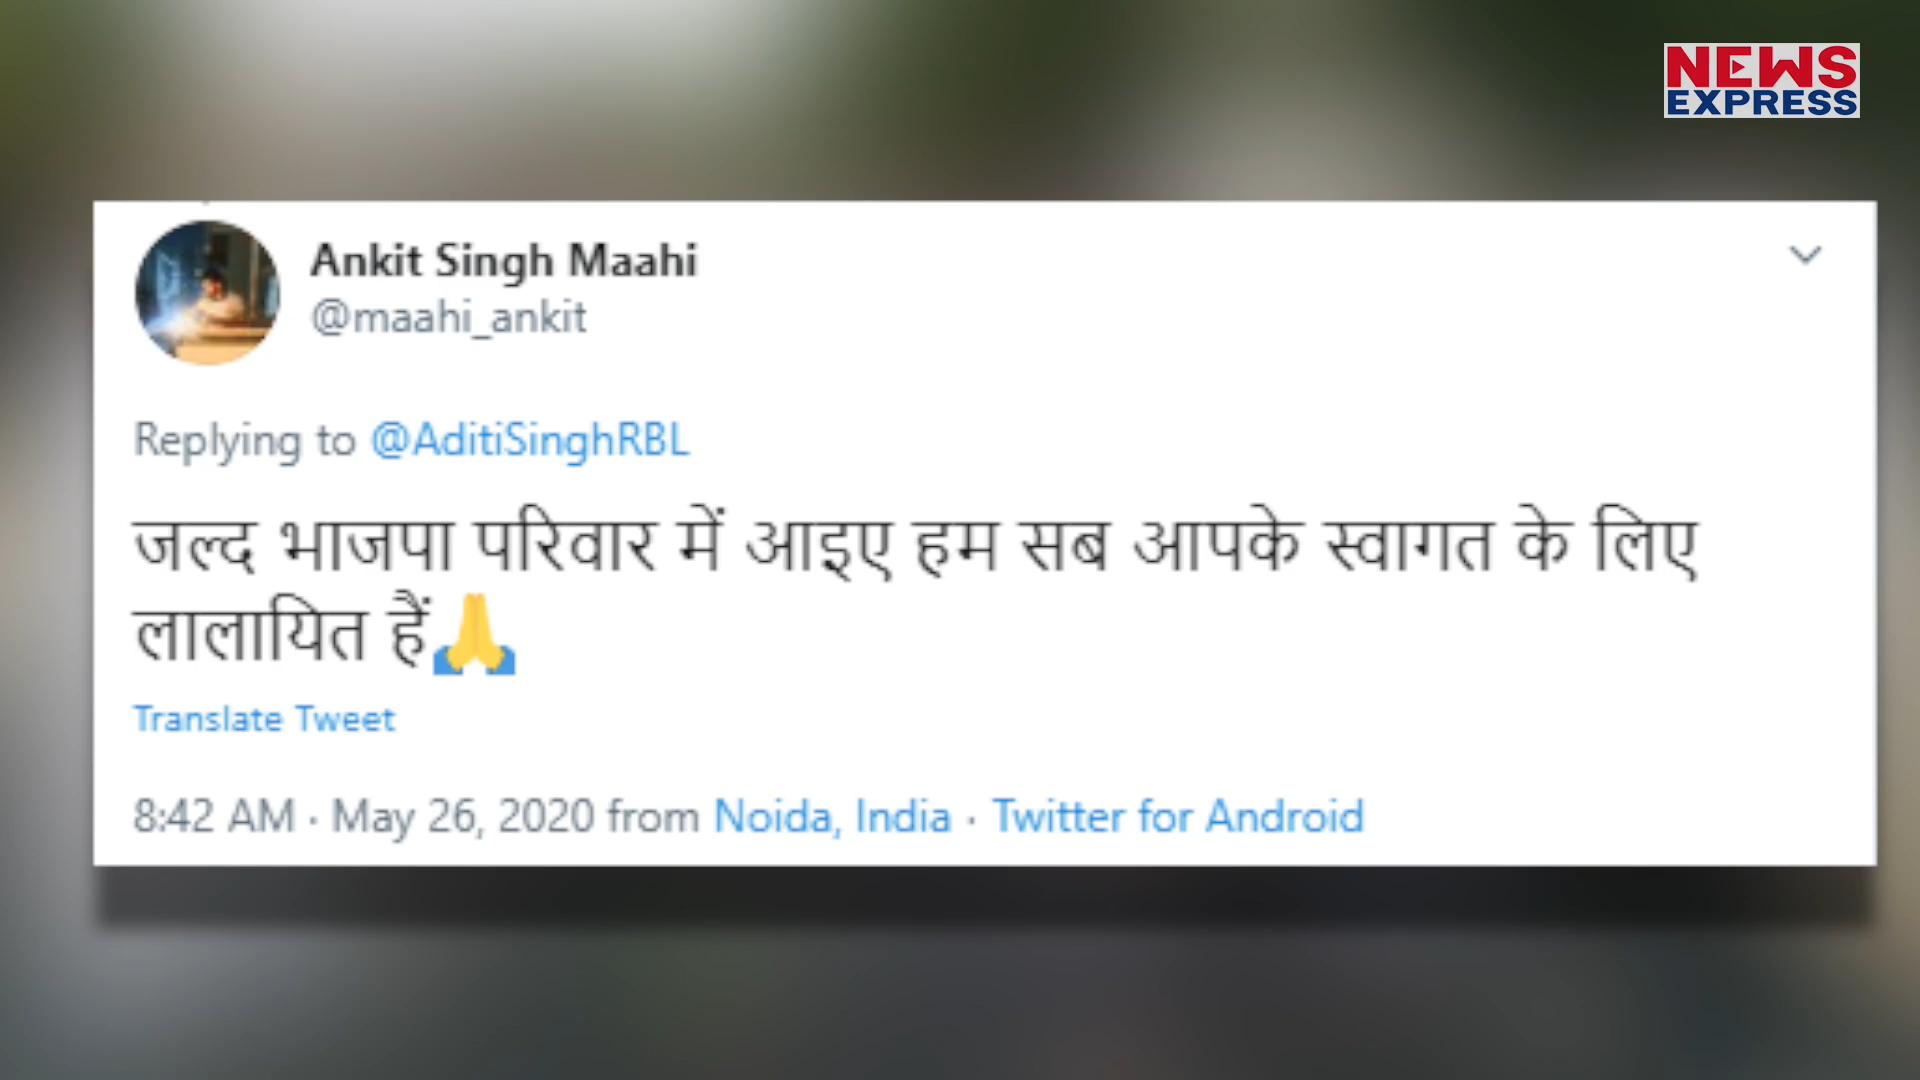 NEWS
EXPRESS
Ankit Singh Maahi
@maahi_ankit
Replying to @AditiSinghRBL
जल्द भाजपा परिवार में आइए हम सब आपके स्वागत के लिए
लालायित हैं🙏
Translate Tweet
8:42 AM · May 26, 2020 from Noida, India · Twitter for Android